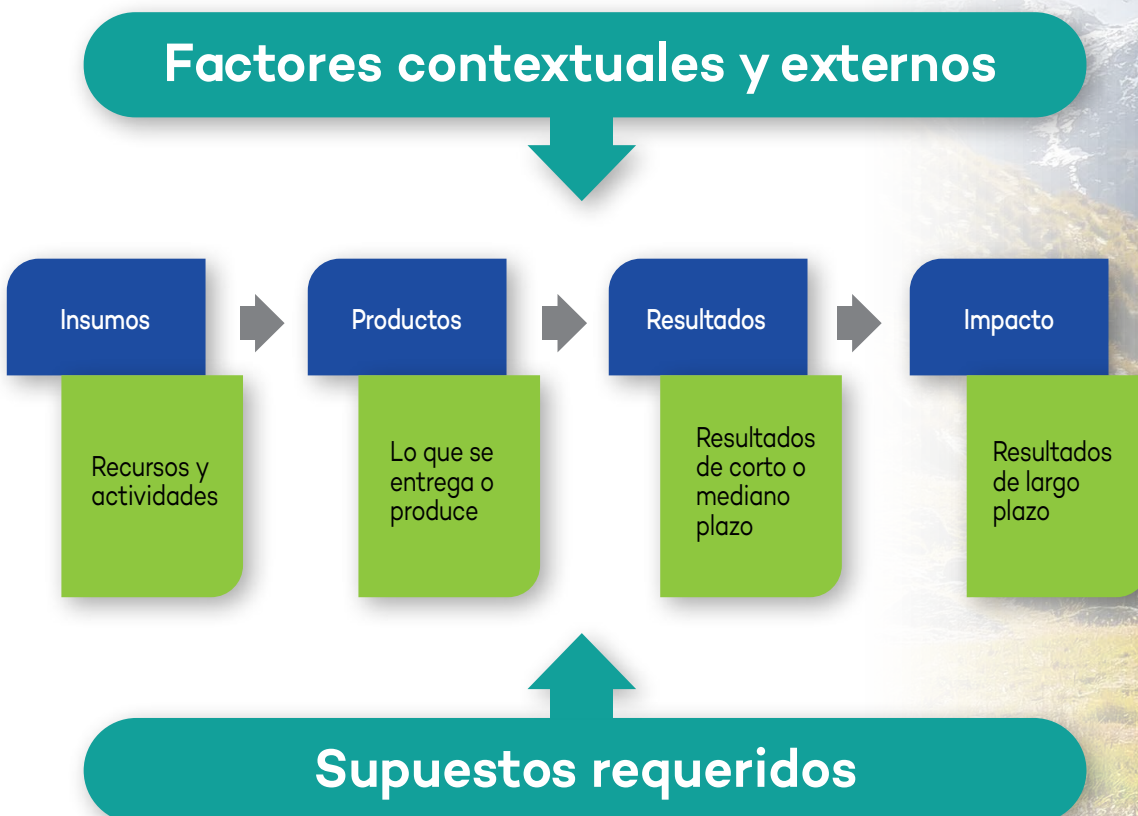 Factores contextuales y externos
Insumos
Recursos y
actividades
Productos
Lo que se
entrega o
produce
Resultados
Resultados
de corto o
mediano
plazo
Impacto
Resultados
de largo
plazo
Supuestos requeridos